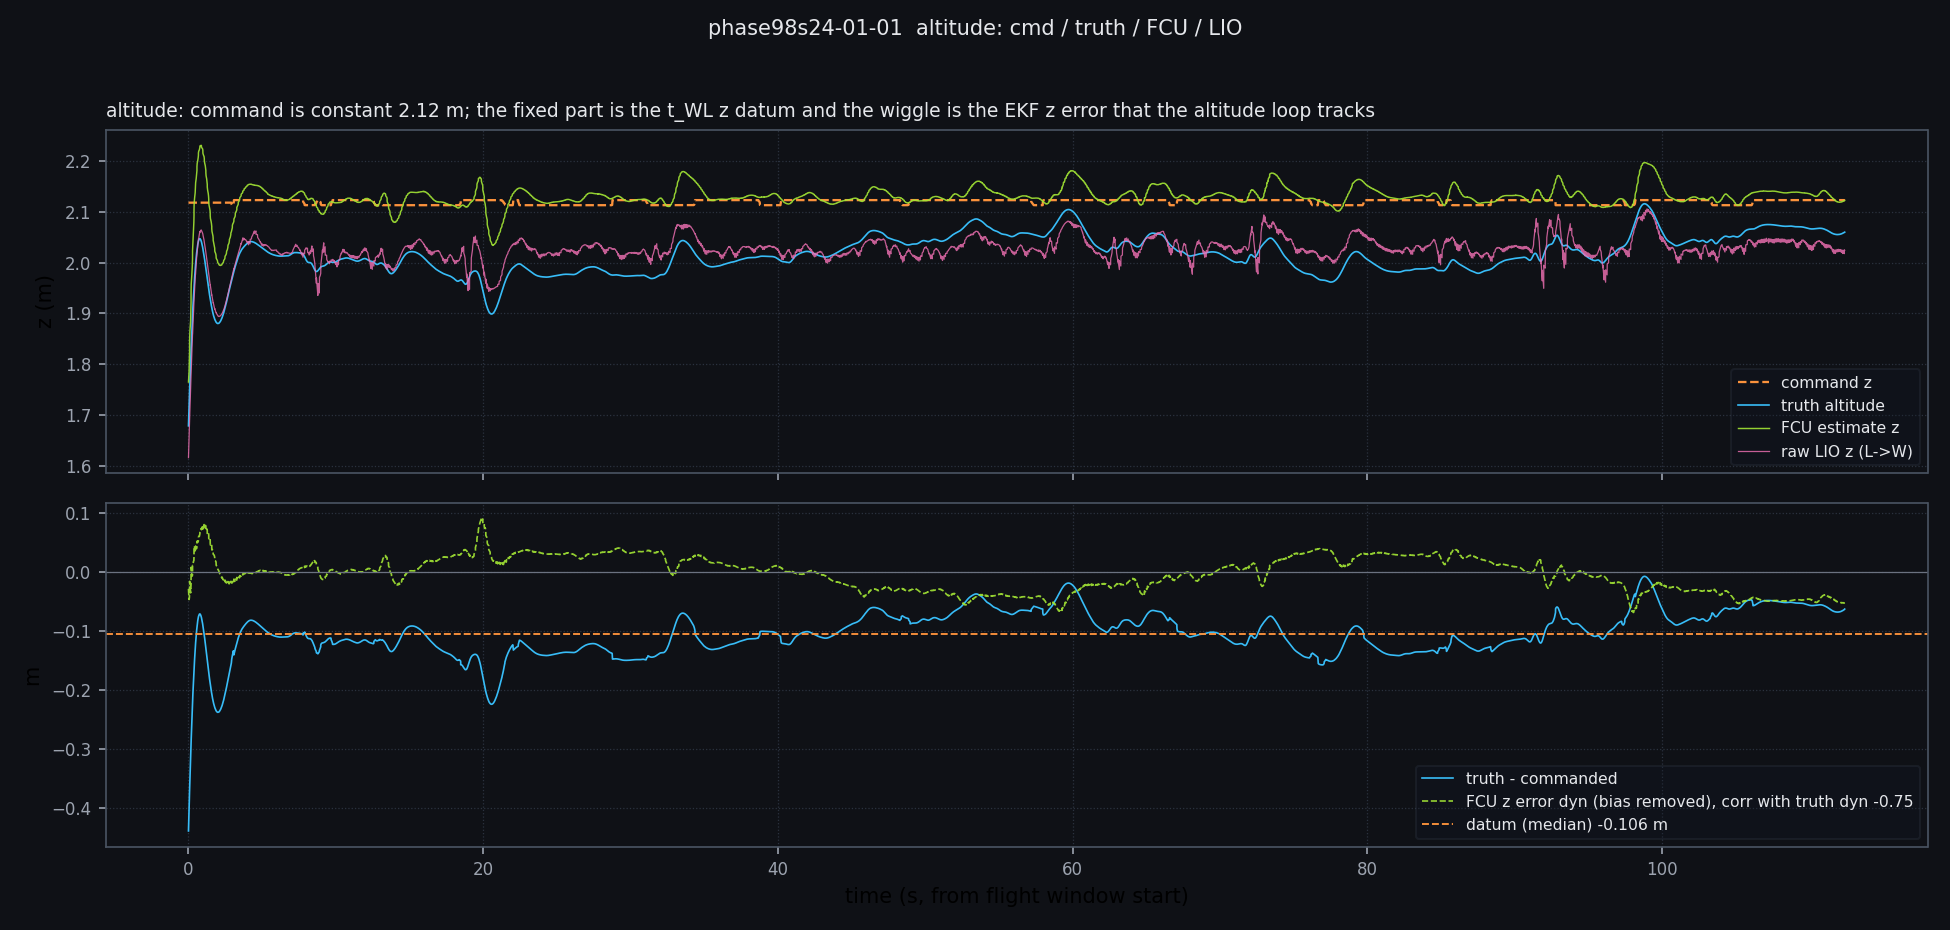 phase98s24-01-01  altitude: cmd / truth / FCU / LIO
altitude: command is constant 2.12 m; the fixed part is the t_WL z datum and the wiggle is the EKF z error that the altitude loop tracks
z (m)
2.2
2.1
2.0
1.9
1.8
1.7
1.6
command z
truth altitude
FCU estimate z
raw LIO z (L->W)
m
0.1
0.0
−0.1
−0.2
−0.3
−0.4
truth - commanded
FCU z error dyn (bias removed), corr with truth dyn -0.75
datum (median) -0.106 m
0 20 40 60 80 100
time (s, from flight window start)